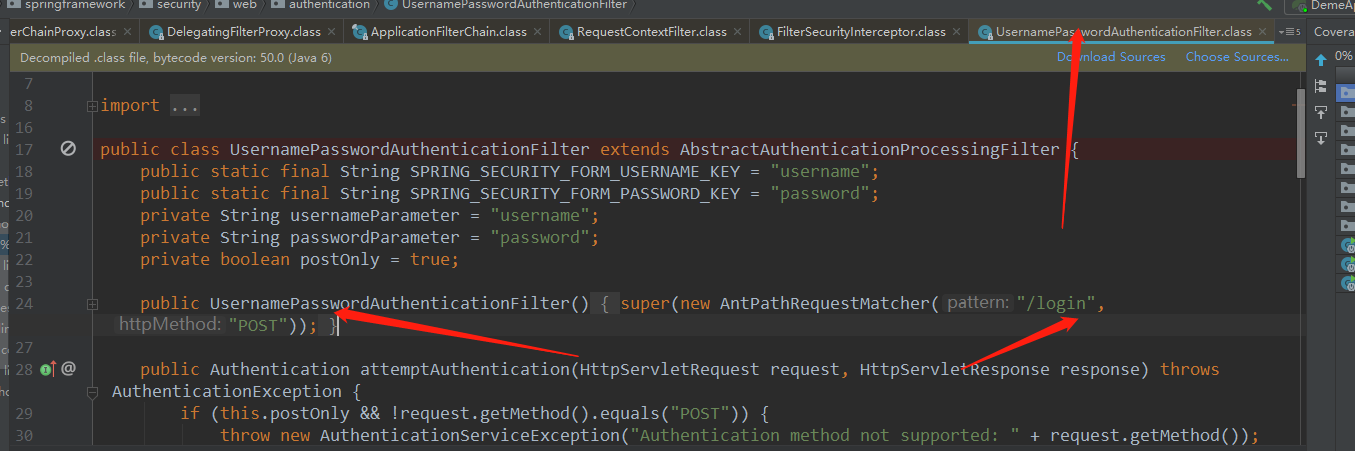 springframework security web authentication UsernamePasswordAuthenticationFilter DemeAp
erChainProxy.class DelegatingFilterProxy.class ApplicationFilterChain.class RequestContextFilter.class FilterSecurityInterceptor.class UsernamePasswordAuthenticationFilter.class 5 Covera
Decompiled .class file, bytecode version: 50.0 (Java 6) Download Sources Choose Sources... 0%
7
8 import ...
16
17 public class UsernamePasswordAuthenticationFilter extends AbstractAuthenticationProcessingFilter {
18 public static final String SPRING_SECURITY_FORM_USERNAME_KEY = "username";
19 public static final String SPRING_SECURITY_FORM_PASSWORD_KEY = "password";
20 private String usernameParameter = "username";
21 private String passwordParameter = "password";
22 private boolean postOnly = true;
23
24 public UsernamePasswordAuthenticationFilter() { super(new AntPathRequestMatcher( pattern: "/login",
httpMethod: "POST")); }
27
28 @ public Authentication attemptAuthentication(HttpServletRequest request, HttpServletResponse response) throws
AuthenticationException {
29 if (this.postOnly && !request.getMethod().equals("POST")) {
30 throw new AuthenticationServiceException("Authentication method not supported: " + request.getMethod());